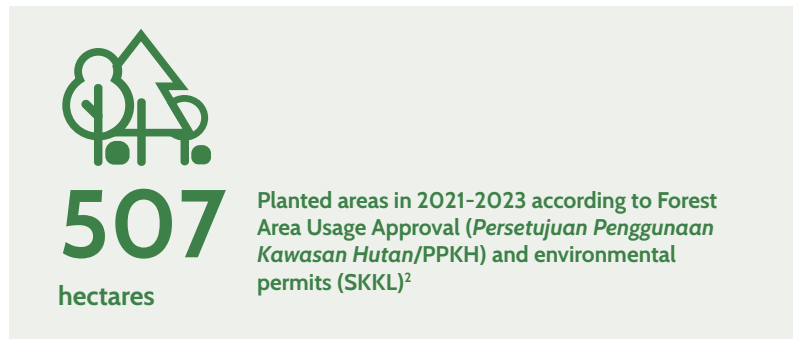 507
hectares
Planted areas in 2021-2023 according to Forest
Area Usage Approval (Persetujuan Penggunaan
Kawasan Hutan/PPKH) and environmental
permits (SKKL)²